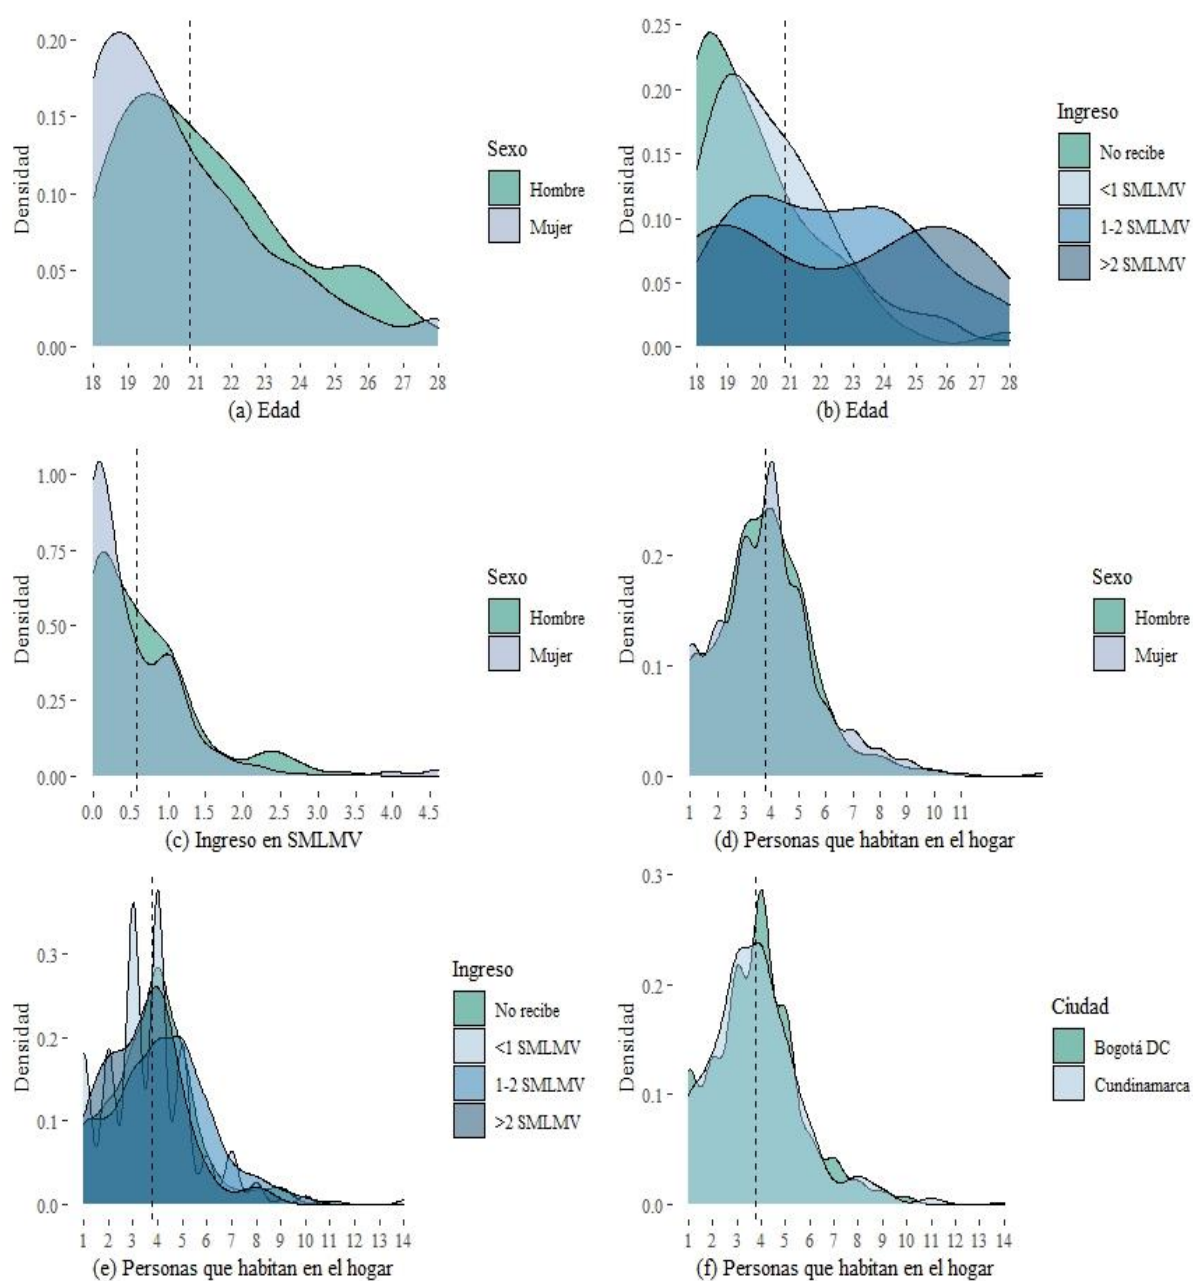 0.20
0.15
0.10
0.05
0.00
Densidad
18 19 20 21 22 23 24 25 26 27 28
(a) Edad
Sexo
Hombre
Mujer
0.25
0.20
0.15
0.10
0.05
0.00
Densidad
18 19 20 21 22 23 24 25 26 27 28
(b) Edad
Ingreso
No recibe
<1 SMLMV
1-2 SMLMV
>2 SMLMV
1.00
0.75
0.50
0.25
0.00
Densidad
0.0 0.5 1.0 1.5 2.0 2.5 3.0 3.5 4.0 4.5
(c) Ingreso en SMLMV
Sexo
Hombre
Mujer
0.2
0.1
0.0
Densidad
1 2 3 4 5 6 7 8 9 10 11
(d) Personas que habitan en el hogar
Sexo
Hombre
Mujer
0.3
0.2
0.1
0.0
Densidad
1 2 3 4 5 6 7 8 9 10 11 12 13 14
(e) Personas que habitan en el hogar
Ingreso
No recibe
<1 SMLMV
1-2 SMLMV
>2 SMLMV
0.3
0.2
0.1
0.0
Densidad
1 2 3 4 5 6 7 8 9 10 11 12 13 14
(f) Personas que habitan en el hogar
Ciudad
Bogotá DC
Cundinamarca